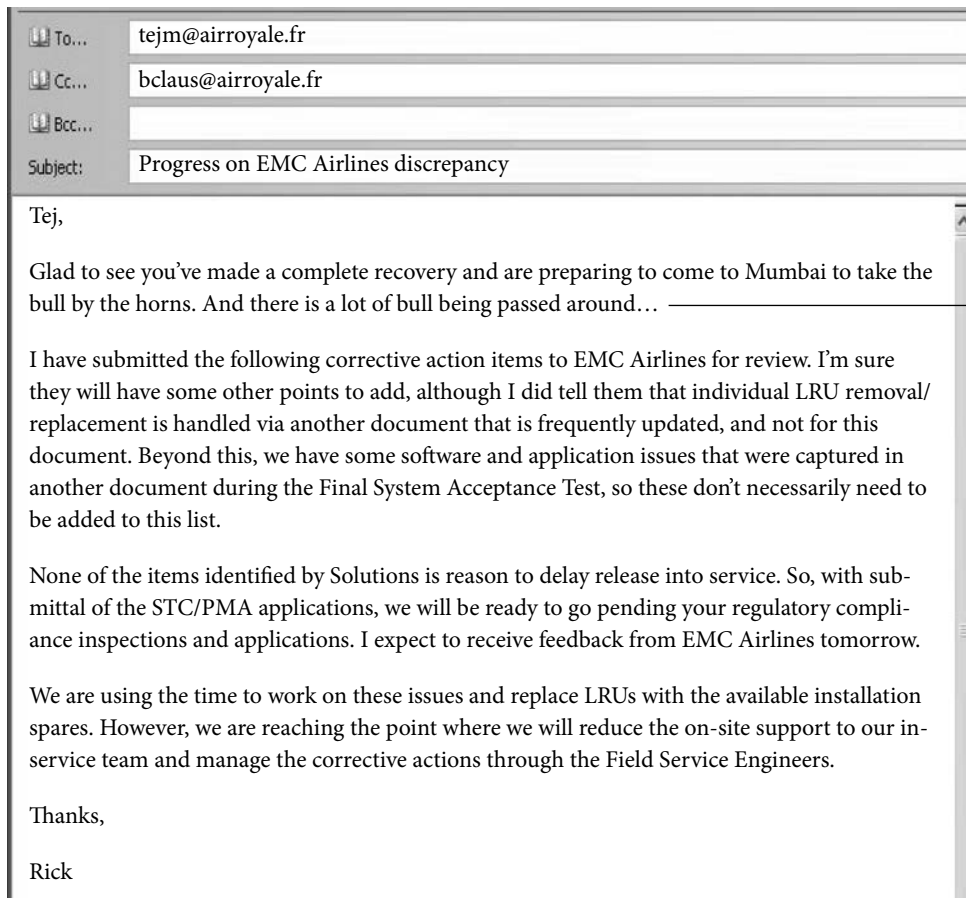 To...
tejm@airroyale.fr
Cc...
bclaus@airroyale.fr
Bcc...
Subject:
Progress on EMC Airlines discrepancy
Tej,
Glad to see you've made a complete recovery and are preparing to come to Mumbai to take the
bull by the horns. And there is a lot of bull being passed around…
I have submitted the following corrective action items to EMC Airlines for review. I'm sure
they will have some other points to add, although I did tell them that individual LRU removal/
replacement is handled via another document that is frequently updated, and not for this
document. Beyond this, we have some software and application issues that were captured in
another document during the Final System Acceptance Test, so these don't necessarily need to
be added to this list.
None of the items identified by Solutions is reason to delay release into service. So, with sub-
mittal of the STC/PMA applications, we will be ready to go pending your regulatory compli-
ance inspections and applications. I expect to receive feedback from EMC Airlines tomorrow.
We are using the time to work on these issues and replace LRUs with the available installation
spares. However, we are reaching the point where we will reduce the on-site support to our in-
service team and manage the corrective actions through the Field Service Engineers.
Thanks,
Rick